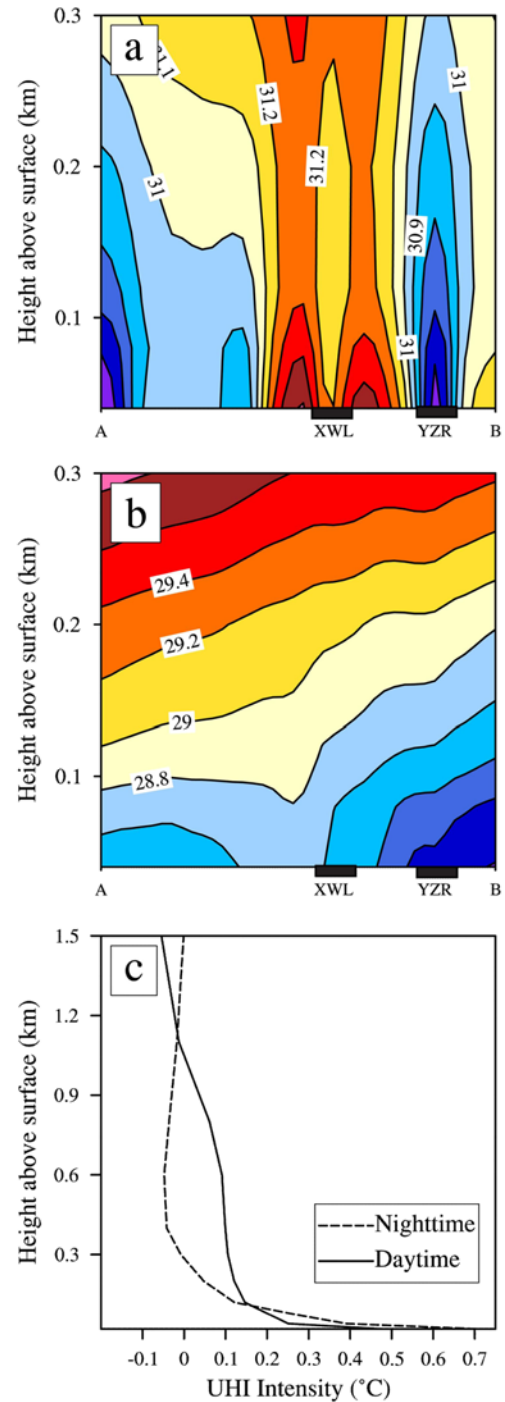 a
0.3
0.2
0.1
Height above surface (km)
31.1
31
31.2
31.2
31
30.9
31
A
XWL
YZR
B
b
0.3
0.2
0.1
Height above surface (km)
29.4
29.2
29
28.8
A
XWL
YZR
B
c
1.5
1.2
0.9
0.6
0.3
Height above surface (km)
Nighttime
Daytime
-0.1 0 0.1 0.2 0.3 0.4 0.5 0.6 0.7
UHI Intensity (°C)